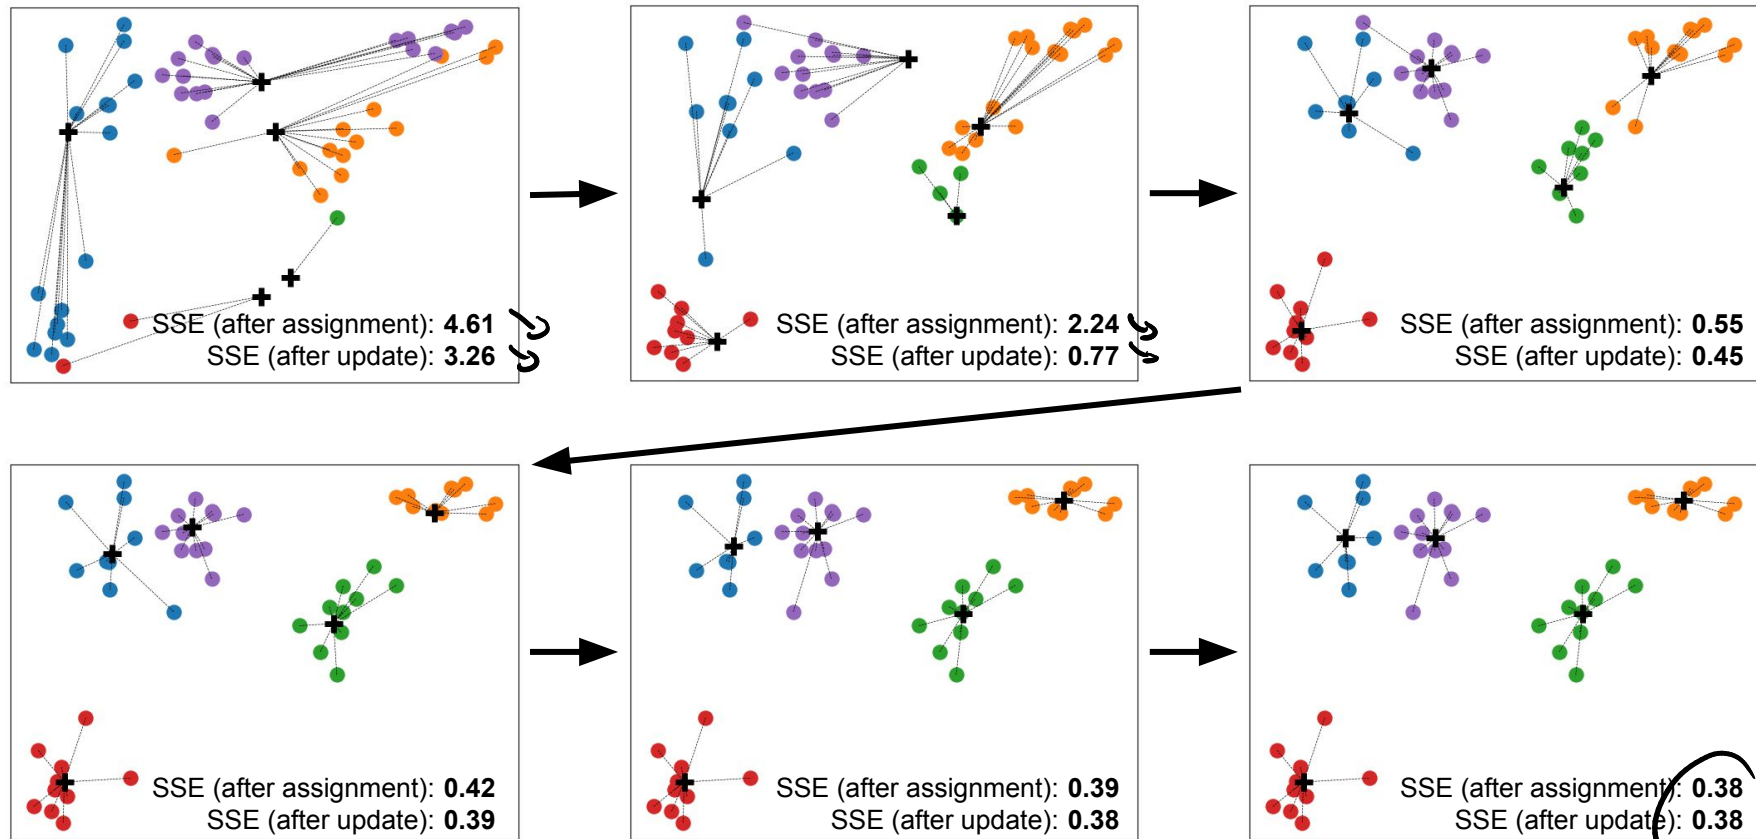 SSE (after assignment): 4.61
SSE (after update): 3.26
SSE (after assignment): 2.24
SSE (after update): 0.77
SSE (after assignment): 0.55
SSE (after update): 0.45
SSE (after assignment): 0.42
SSE (after update): 0.39
SSE (after assignment): 0.39
SSE (after update): 0.38
SSE (after assignment): 0.38
SSE (after update): 0.38